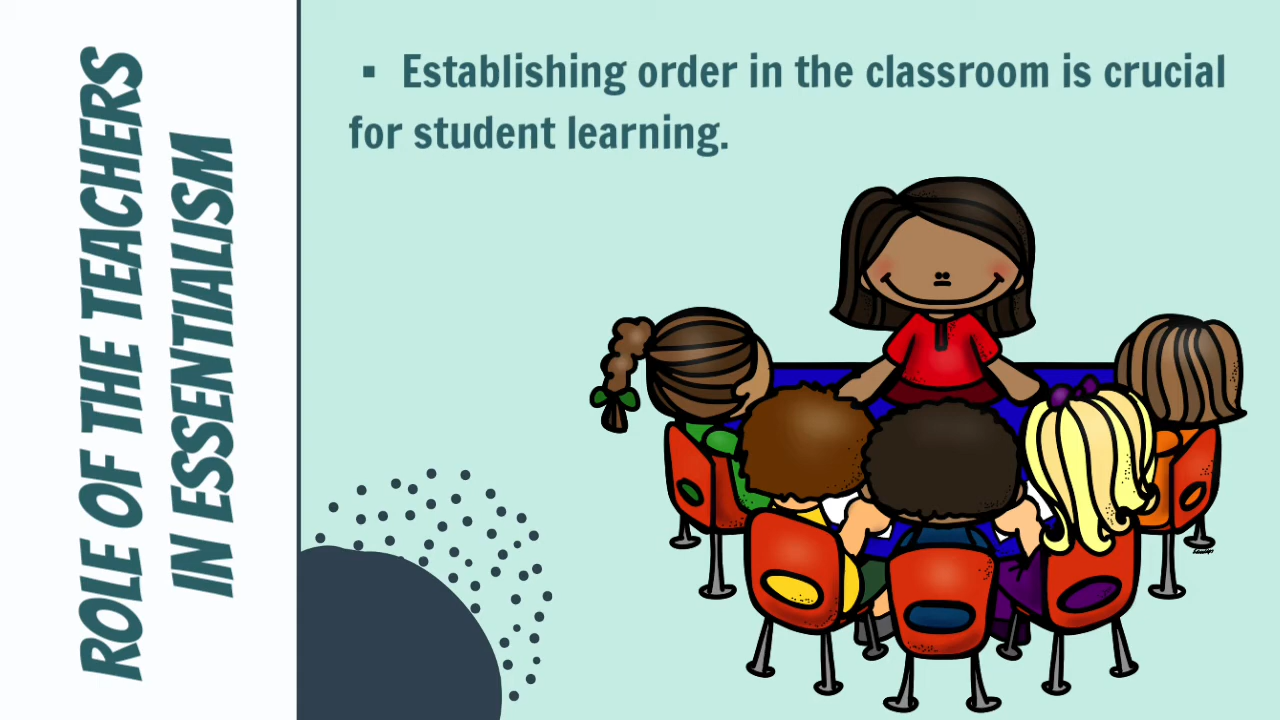 ROLE OF THE TEACHERS
IN ESSENTIALISM
▪ Establishing order in the classroom is crucial
for student learning.